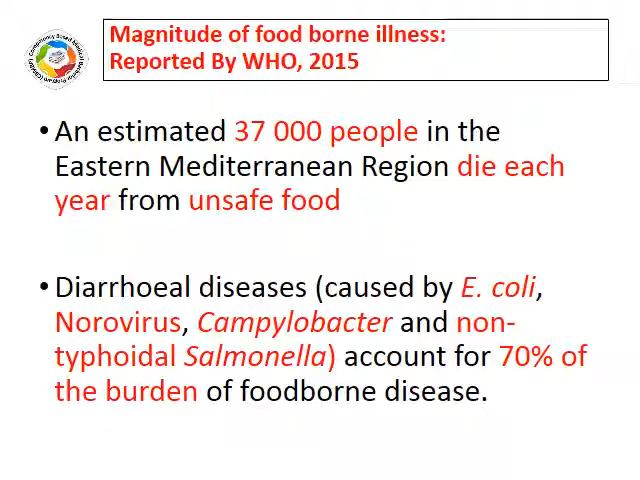 Magnitude of food borne illness:
Reported By WHO, 2015
• An estimated 37 000 people in the
Eastern Mediterranean Region die each
year from unsafe food
• Diarrhoeal diseases (caused by E. coli,
Norovirus, Campylobacter and non-
typhoidal Salmonella) account for 70% of
the burden of foodborne disease.